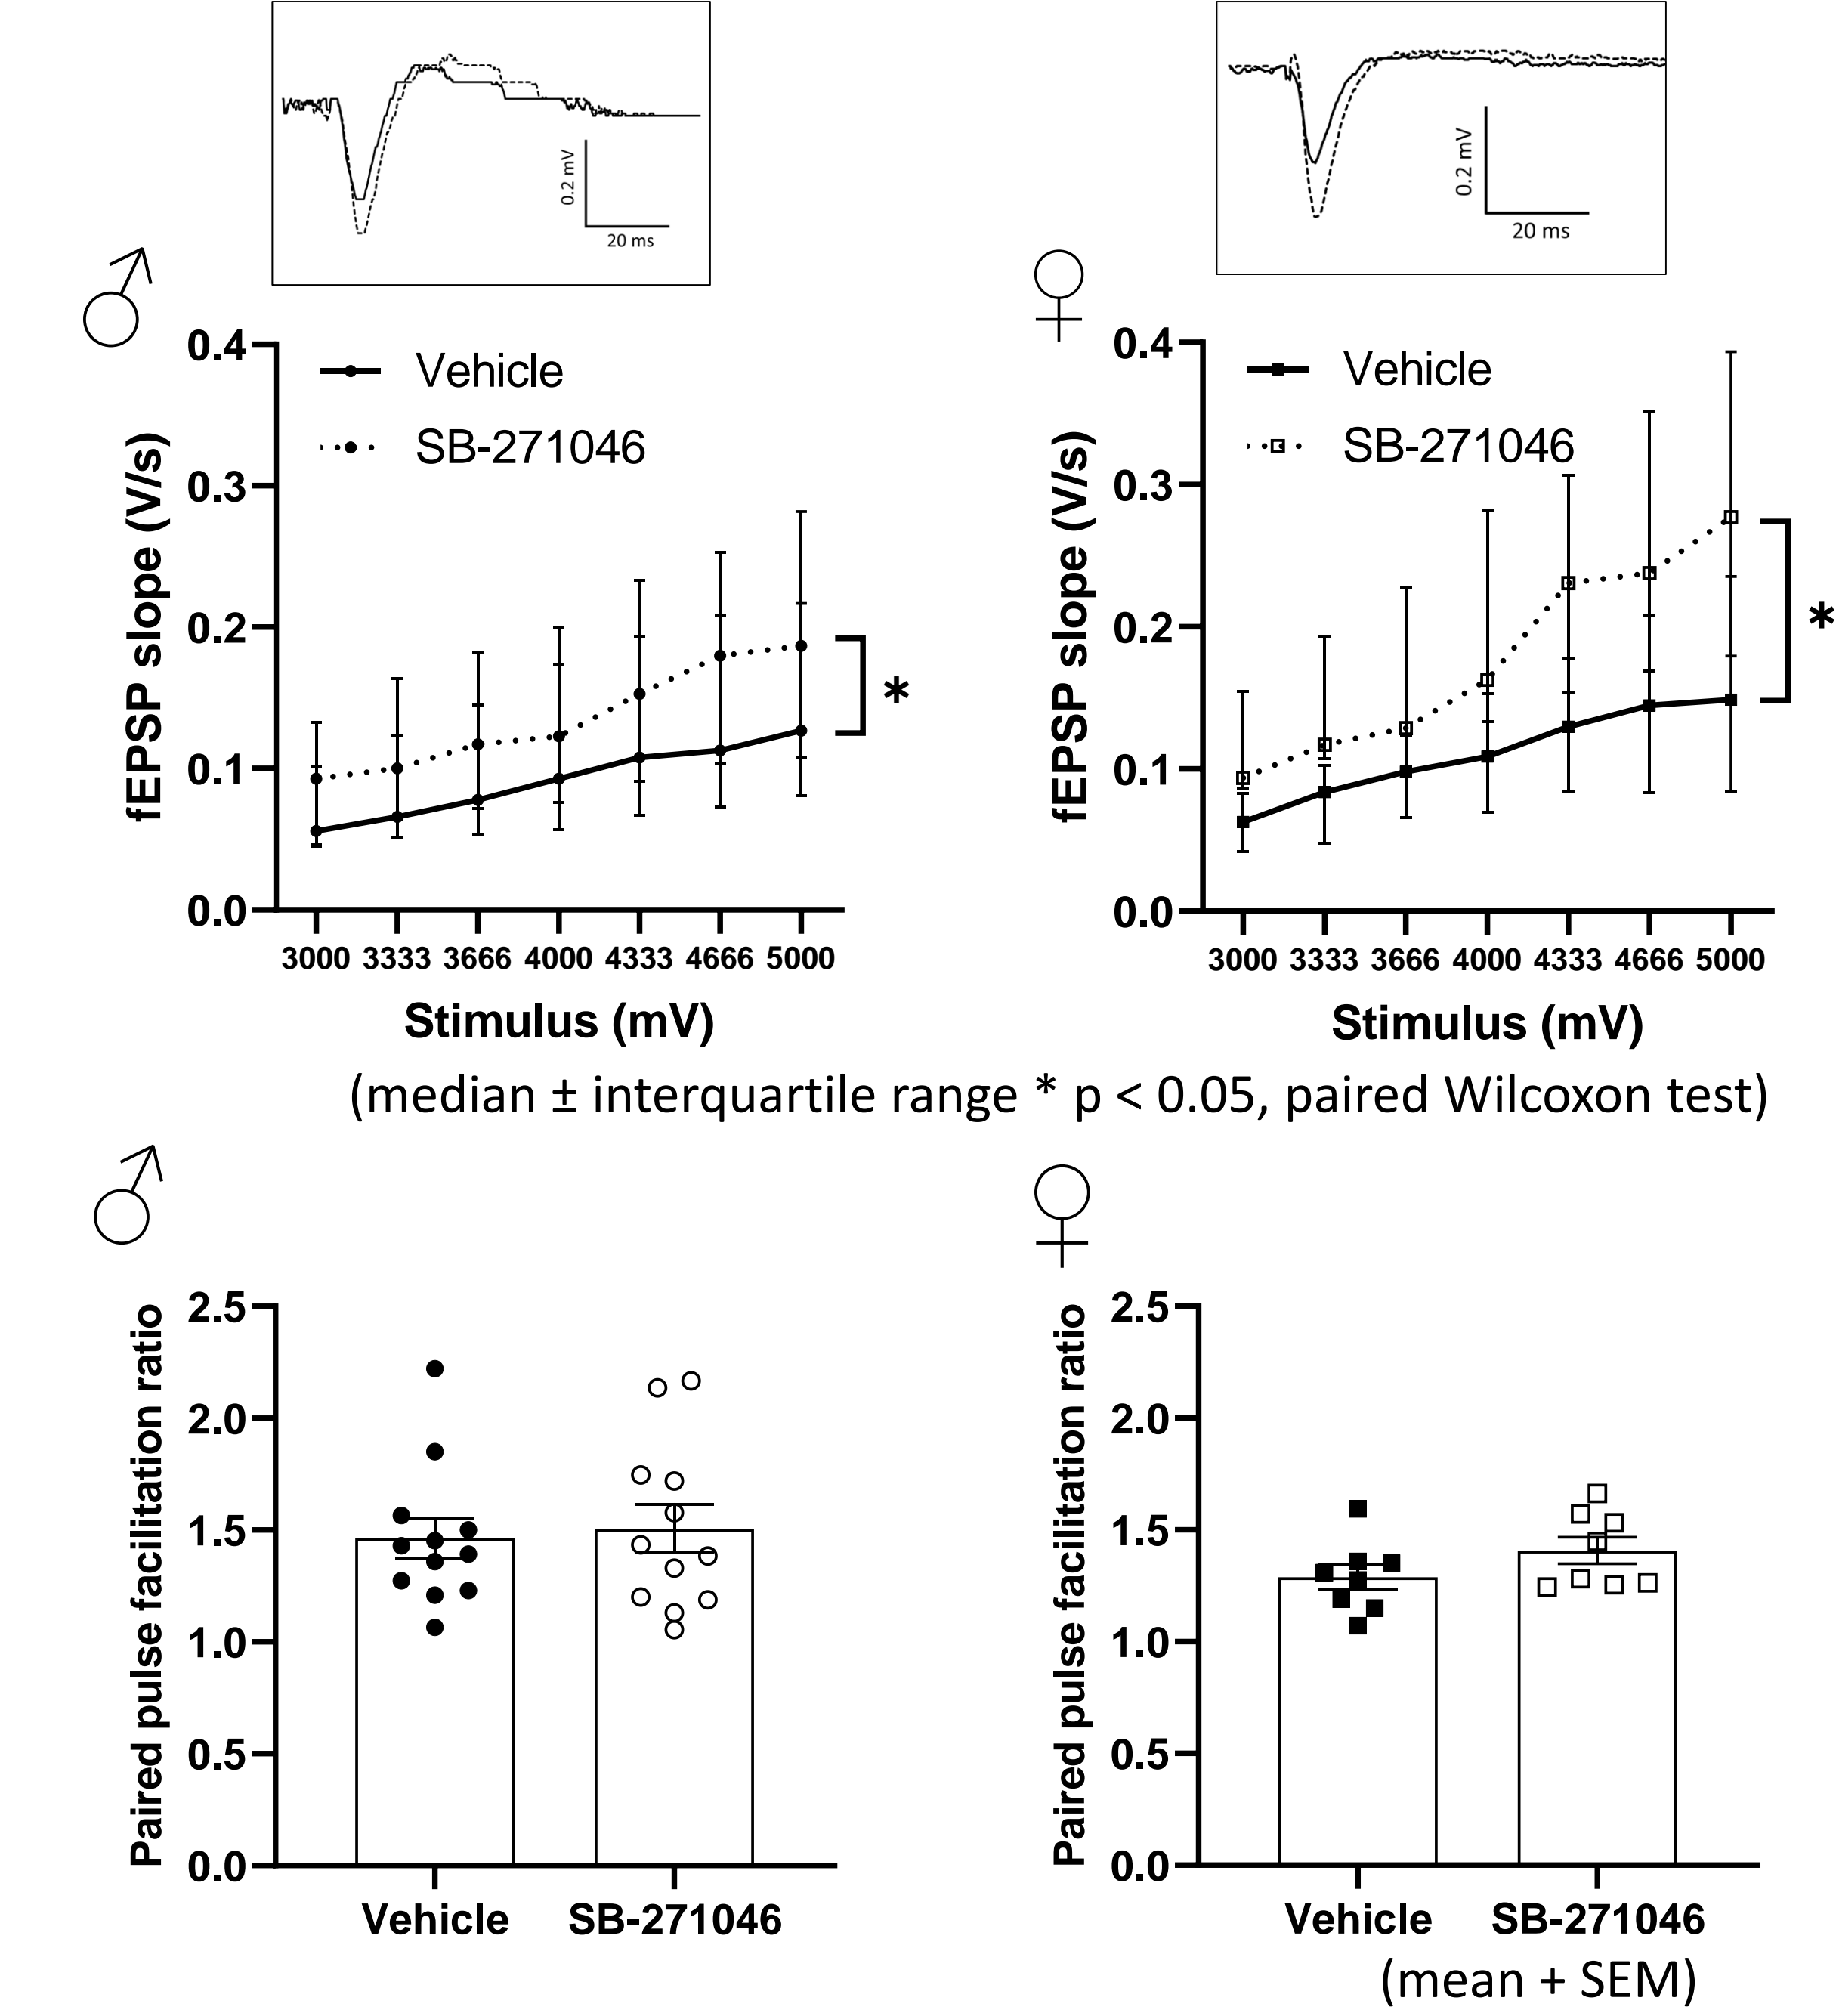 0.2 mV
20 ms
0.2 mV
20 ms
♂
♀
fEPSP slope (V/s)
0.4
0.3
0.2
0.1
0.0
Vehicle
SB-271046
*
3000 3333 3666 4000 4333 4666 5000
Stimulus (mV)
fEPSP slope (V/s)
0.4
0.3
0.2
0.1
0.0
Vehicle
SB-271046
*
3000 3333 3666 4000 4333 4666 5000
Stimulus (mV)
(median ± interquartile range * p < 0.05, paired Wilcoxon test)
♂
♀
Paired pulse facilitation ratio
2.5
2.0
1.5
1.0
0.5
0.0
Vehicle SB-271046
Paired pulse facilitation ratio
2.5
2.0
1.5
1.0
0.5
0.0
Vehicle SB-271046
(mean + SEM)